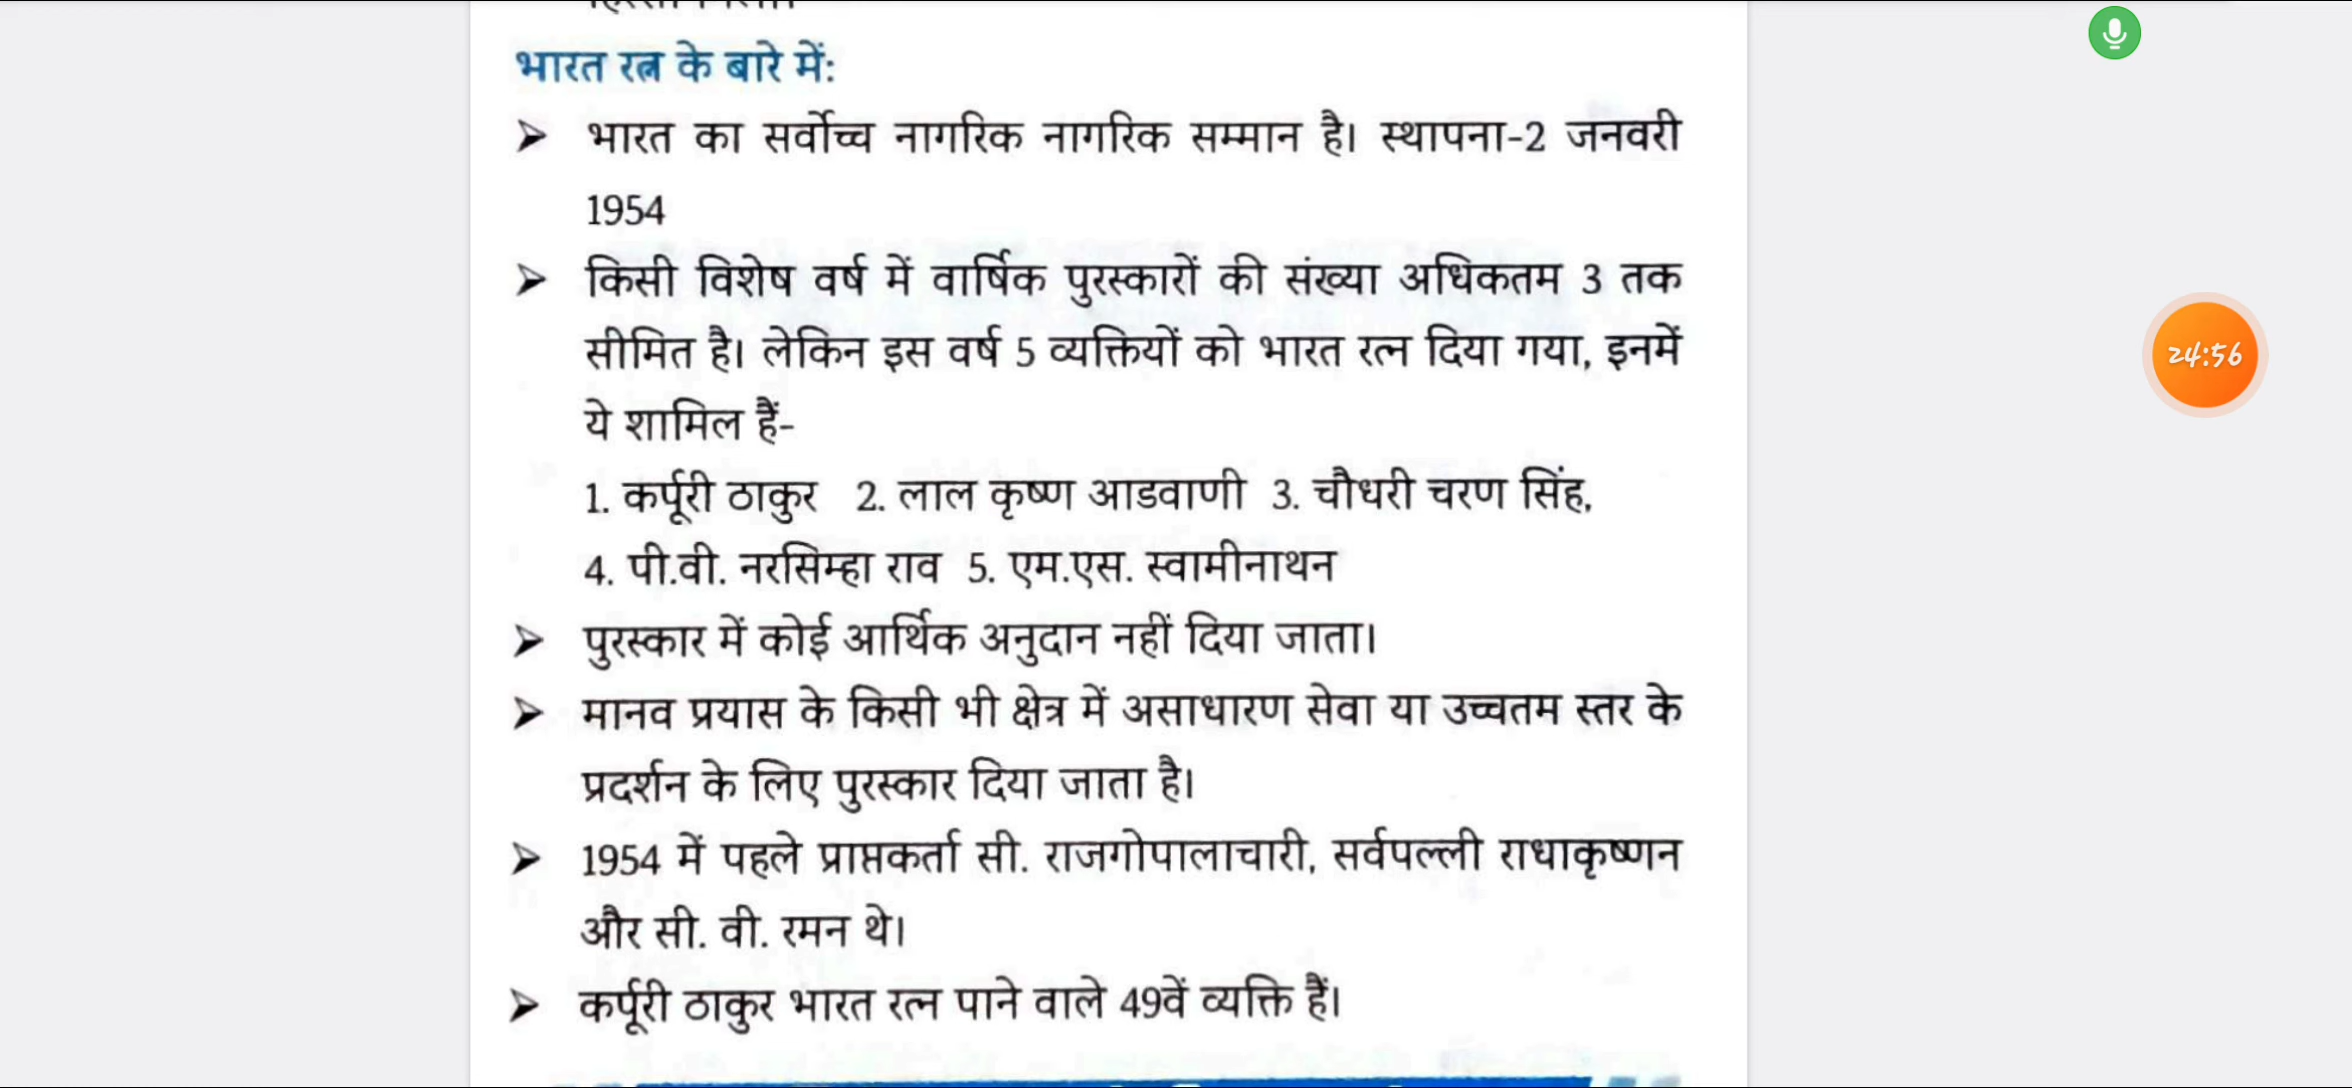 भारत रत्न के बारे में:
➤ भारत का सर्वोच्च नागरिक नागरिक सम्मान है। स्थापना-2 जनवरी
1954
➤ किसी विशेष वर्ष में वार्षिक पुरस्कारों की संख्या अधिकतम 3 तक
सीमित है। लेकिन इस वर्ष 5 व्यक्तियों को भारत रत्न दिया गया, इनमें
ये शामिल हैं-
1. कर्पूरी ठाकुर 2. लाल कृष्ण आडवाणी 3. चौधरी चरण सिंह,
4. पी.वी. नरसिम्हा राव 5. एम.एस. स्वामीनाथन
➤ पुरस्कार में कोई आर्थिक अनुदान नहीं दिया जाता।
➤ मानव प्रयास के किसी भी क्षेत्र में असाधारण सेवा या उच्चतम स्तर के
प्रदर्शन के लिए पुरस्कार दिया जाता है।
➤ 1954 में पहले प्राप्तकर्ता सी. राजगोपालाचारी, सर्वपल्ली राधाकृष्णन
और सी. वी. रमन थे।
➤ कर्पूरी ठाकुर भारत रत्न पाने वाले 49वें व्यक्ति हैं।
24:56